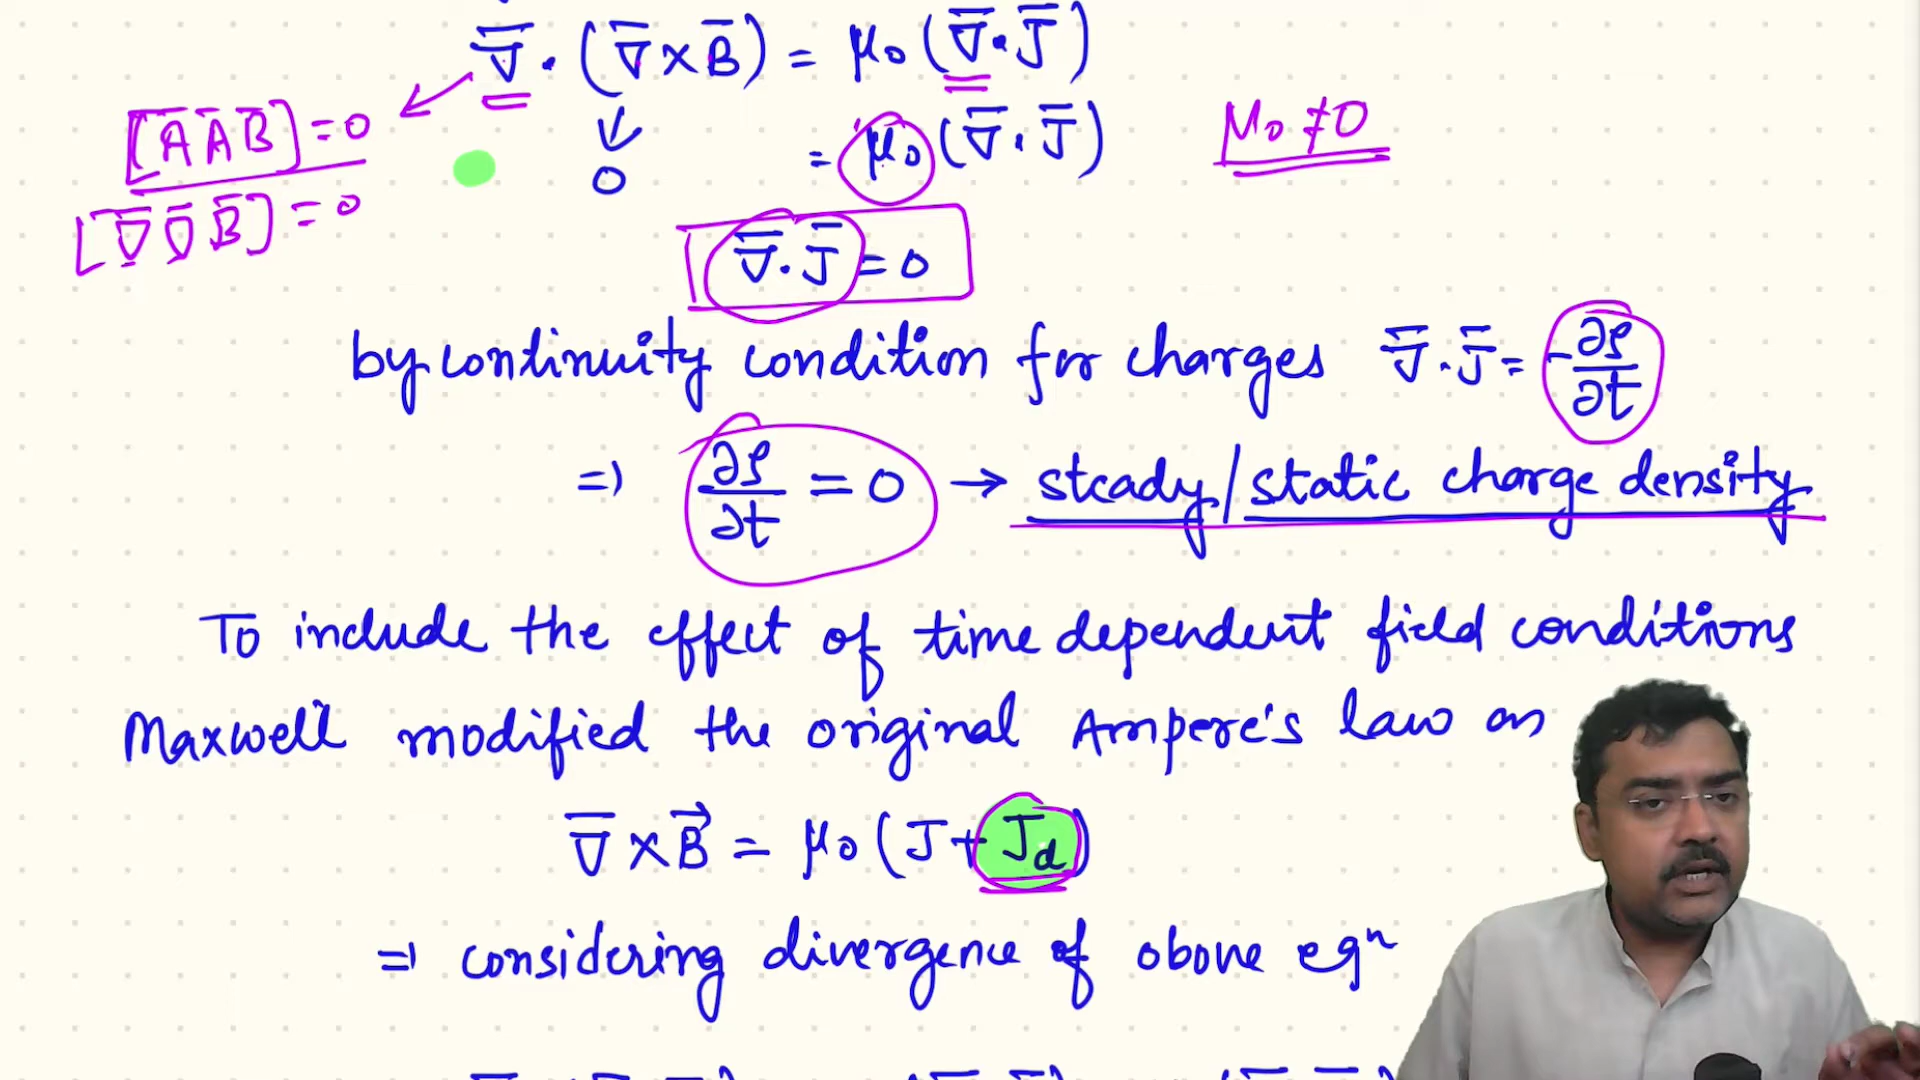 ∇̅ · (∇̅ × B̅) = μ₀ (∇̅ · J̅)
[A̅ A̅ B̅] = 0
↓
0 = μ₀ (∇̅ · J̅)
μ₀ ≠ 0
[∇̅ ∇̅ B̅] = 0
∇̅ · J̅ = 0
by continuity condition for charges ∇̅ · J̅ = -∂ρ/∂t
⇒ ∂ρ/∂t = 0 → steady/static charge density
To include the effect of time dependent field conditions
Maxwell modified the original Ampere's law as
∇̅ × B⃗ = μ₀ (J + J_d)
⇒ considering divergence of above eqⁿ